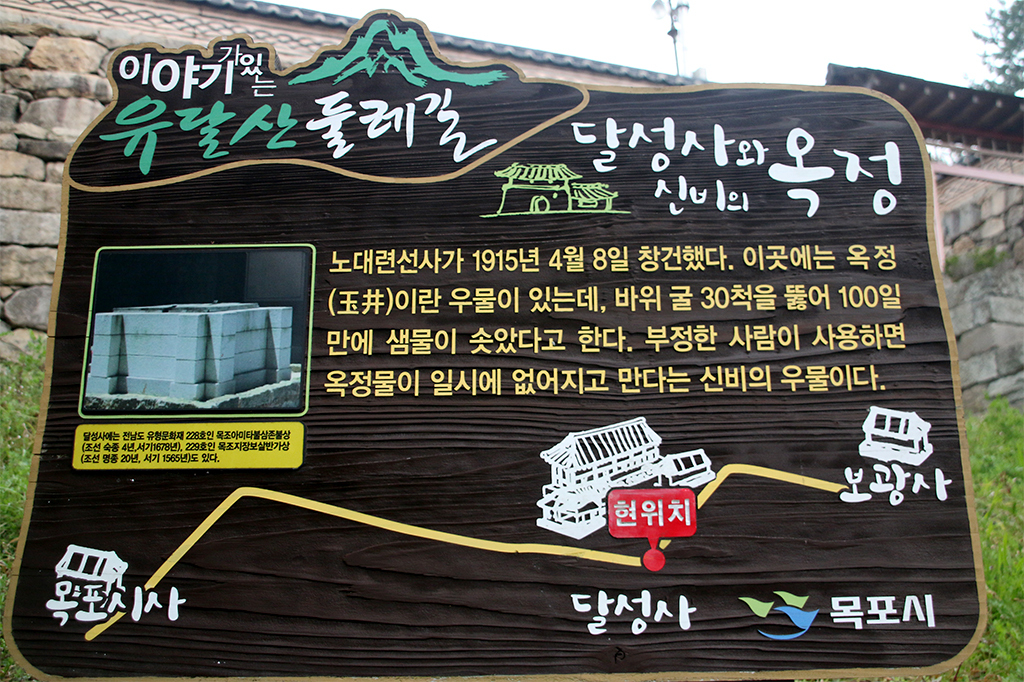 이야기가 있는
유달산 둘레길
달성사와
신비의 옥정
노대련선사가 1915년 4월 8일 창건했다. 이곳에는 옥정
(玉井)이란 우물이 있는데, 바위 굴 30척을 뚫어 100일
만에 샘물이 솟았다고 한다. 부정한 사람이 사용하면
옥정물이 일시에 없어지고 만다는 신비의 우물이다.
달성사에는 전남도 유형문화재 228호인 목조아미타불삼존불상
(조선 숙종 4년,서기1678년), 229호인 목조지장보살반가상
(조선 명종 20년, 서기 1565년)도 있다.
보광사
현위치
목포시사
달성사
목포시